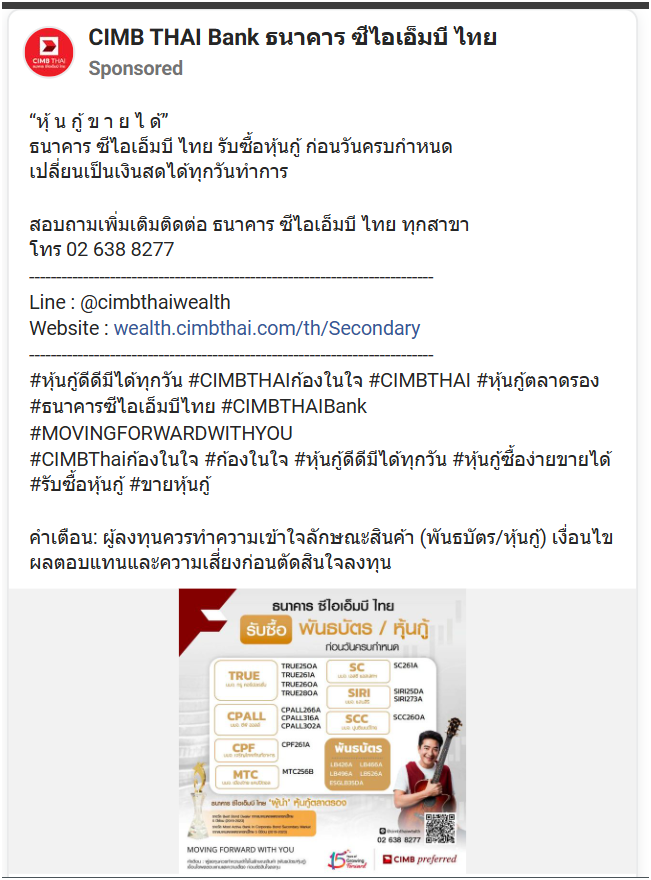 CIMB THAI Bank ธนาคาร ซีไอเอ็มบี ไทย
CIMB THAI
Sponsored
“หุ้ น กู้ ข า ย ไ ด้”
ธนาคาร ซีไอเอ็มบี ไทย รับซื้อหุ้นกู้ ก่อนวันครบกำหนด
เปลี่ยนเป็นเงินสดได้ทุกวันทำการ
สอบถามเพิ่มเติมติดต่อ ธนาคาร ซีไอเอ็มบี ไทย ทุกสาขา
โทร 02 638 8277
---------------------------------------------------------------------------
Line : @cimbthaiwealth
Website : wealth.cimbthai.com/th/Secondary
---------------------------------------------------------------------------
#หุ้นกู้ดีดีมีได้ทุกวัน #CIMBTHAIก้องในใจ #CIMBTHAI #หุ้นกู้ตลาดรอง
#ธนาคารซีไอเอ็มบีไทย #CIMBTHAIBank
#MOVINGFORWARDWITHYOU
#CIMBThaiก้องในใจ #ก้องในใจ #หุ้นกู้ดีดีมีได้ทุกวัน #หุ้นกู้ซื้อง่ายขายได้
#รับซื้อหุ้นกู้ #ขายหุ้นกู้
คำเตือน: ผู้ลงทุนควรทำความเข้าใจลักษณะสินค้า (พันธบัตร/หุ้นกู้) เงื่อนไข
ผลตอบแทนและความเสี่ยงก่อนตัดสินใจลงทุน
ธนาคาร ซีไอเอ็มบี ไทย
รับซื้อ พันธบัตร / หุ้นกู้
ก่อนวันครบกำหนด
TRUE
TRUE25OA
TRUE261A
TRUE26OA
TRUE28OA
SC
SC261A
SIRI
SIRI25DA
SIRI273A
CPALL
CPALL266A
CPALL316A
CPALL302A
SCC
SCC26OA
CPF
CPF261A
MTC
MTC256B
พันธบัตร
LB496A LB526A
ESGLB35DA
ธนาคาร ซีไอเอ็มบี ไทย "ผู้นำ" หุ้นกู้ตลาดรอง
@cimbthaiwealth
02 638 8277
MOVING FORWARD WITH YOU
15 Years of Growing Forward
CIMB preferred